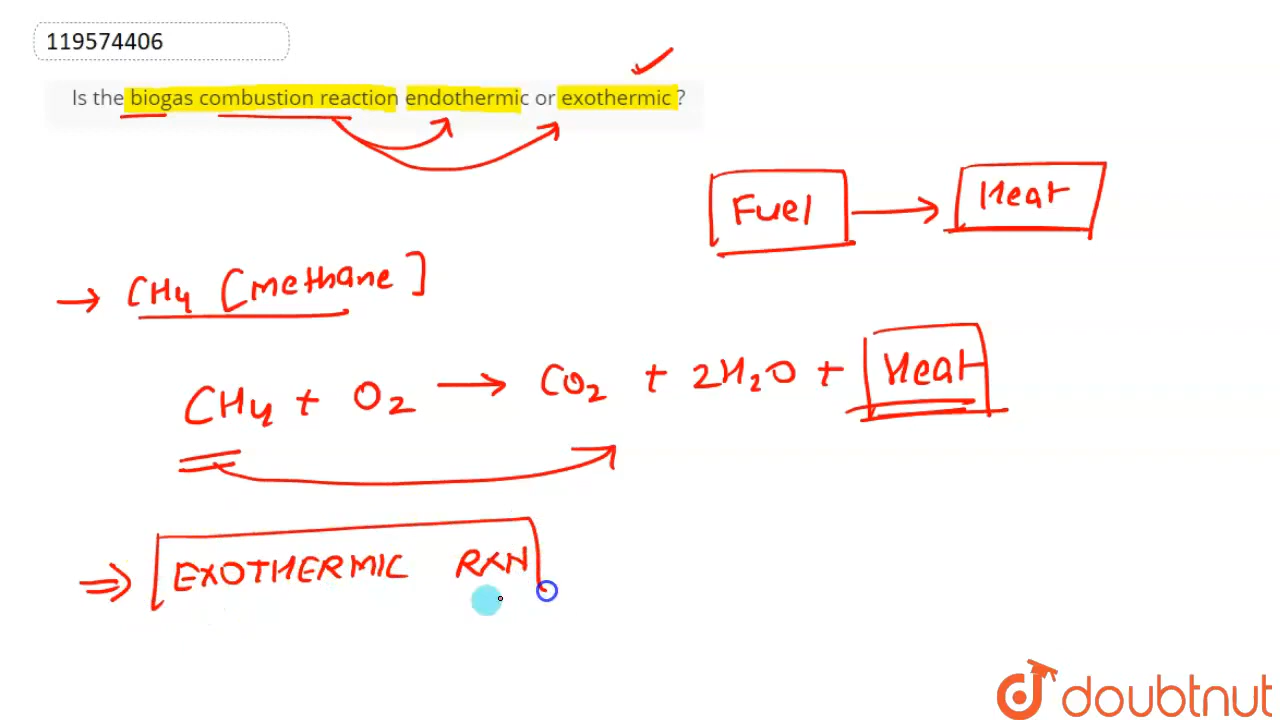 119574406
Is the biogas combustion reaction endothermic or exothermic ?
Fuel → Heat
→ CH4 [Methane]
CH4 + O2 → CO2 + 2H2O + Heat
⇒ EXOTHERMIC RXN
doubtnut